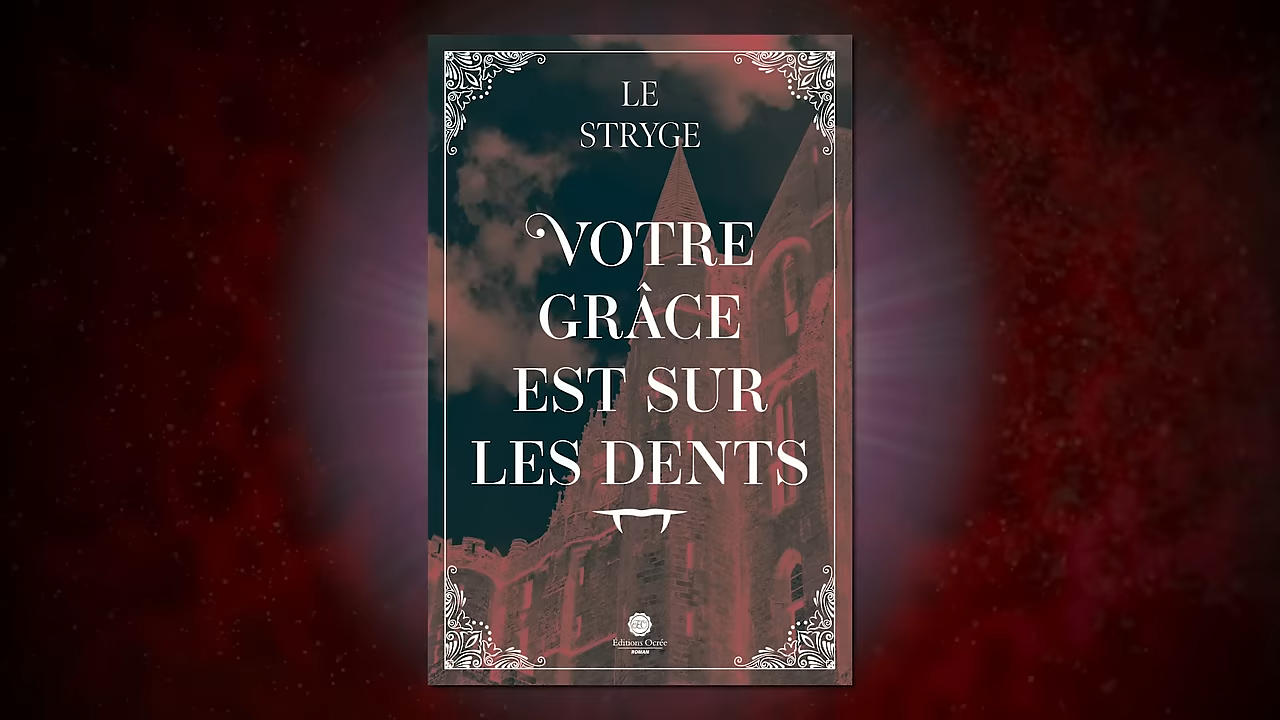 LE
STRYGE
VOTRE
GRÂCE
EST SUR
LES DENTS
Éditions Ocrée
ROMAN